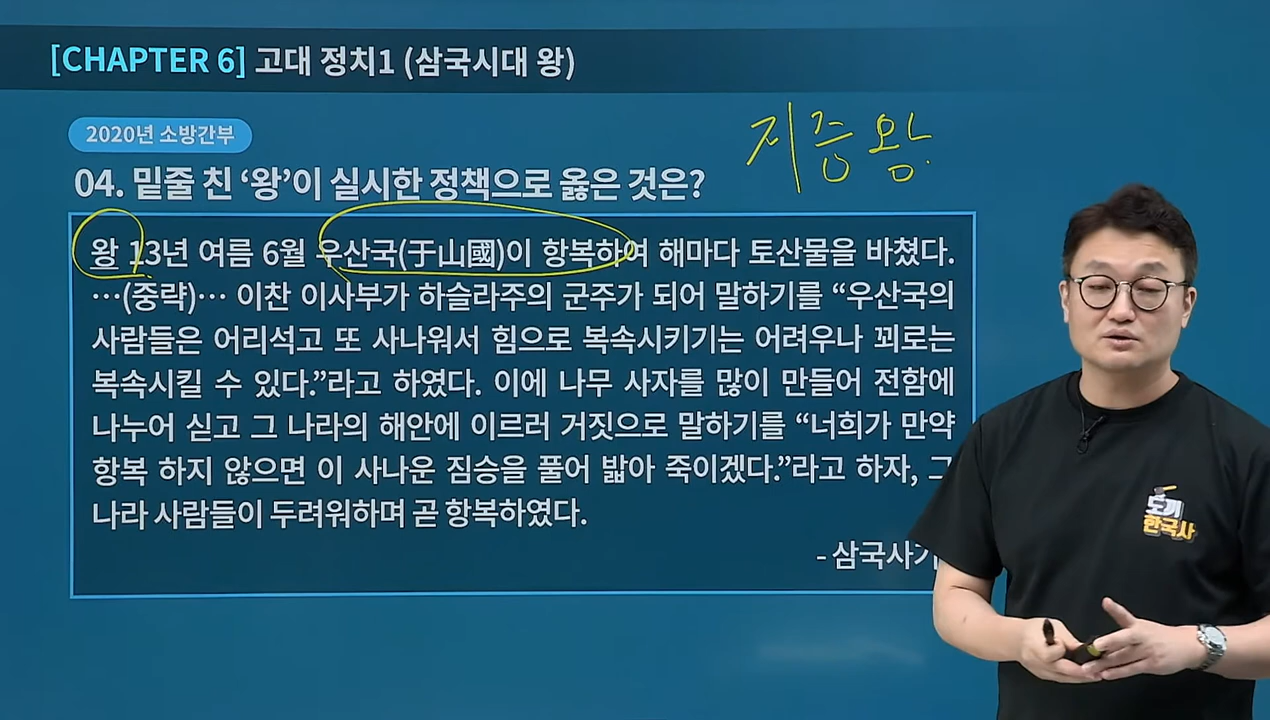 [CHAPTER 6] 고대 정치1 (삼국시대 왕)
2020년 소방간부
지증왕
04. 밑줄 친 ‘왕’이 실시한 정책으로 옳은 것은?
왕 13년 여름 6월 우산국(于山國)이 항복하여 해마다 토산물을 바쳤다.
…(중략)… 이찬 이사부가 하슬라주의 군주가 되어 말하기를 “우산국의
사람들은 어리석고 또 사나워서 힘으로 복속시키기는 어려우나 꾀로는
복속시킬 수 있다.”라고 하였다. 이에 나무 사자를 많이 만들어 전함에
나누어 싣고 그 나라의 해안에 이르러 거짓으로 말하기를 “너희가 만약
항복 하지 않으면 이 사나운 짐승을 풀어 밟아 죽이겠다.”라고 하자, 그
나라 사람들이 두려워하며 곧 항복하였다.
- 삼국사기
도끼
한국사